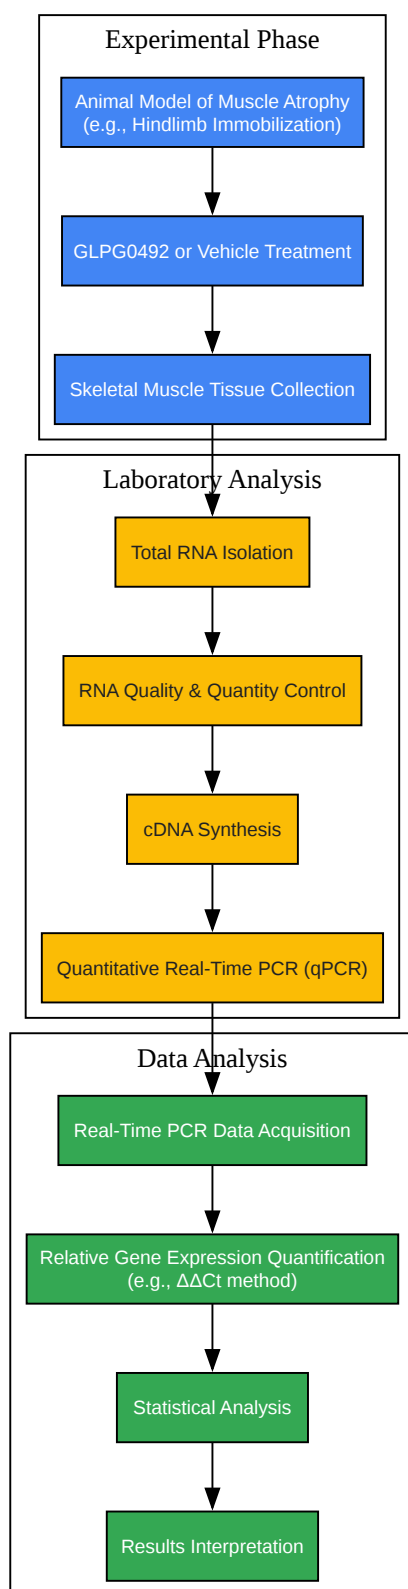 Experimental Phase
Animal Model of Muscle Atrophy
(e.g., Hindlimb Immobilization)
GLPG0492 or Vehicle Treatment
Skeletal Muscle Tissue Collection
Laboratory Analysis
Total RNA Isolation
RNA Quality & Quantity Control
cDNA Synthesis
Quantitative Real-Time PCR (qPCR)
Data Analysis
Real-Time PCR Data Acquisition
Relative Gene Expression Quantification
(e.g., ΔΔCt method)
Statistical Analysis
Results Interpretation